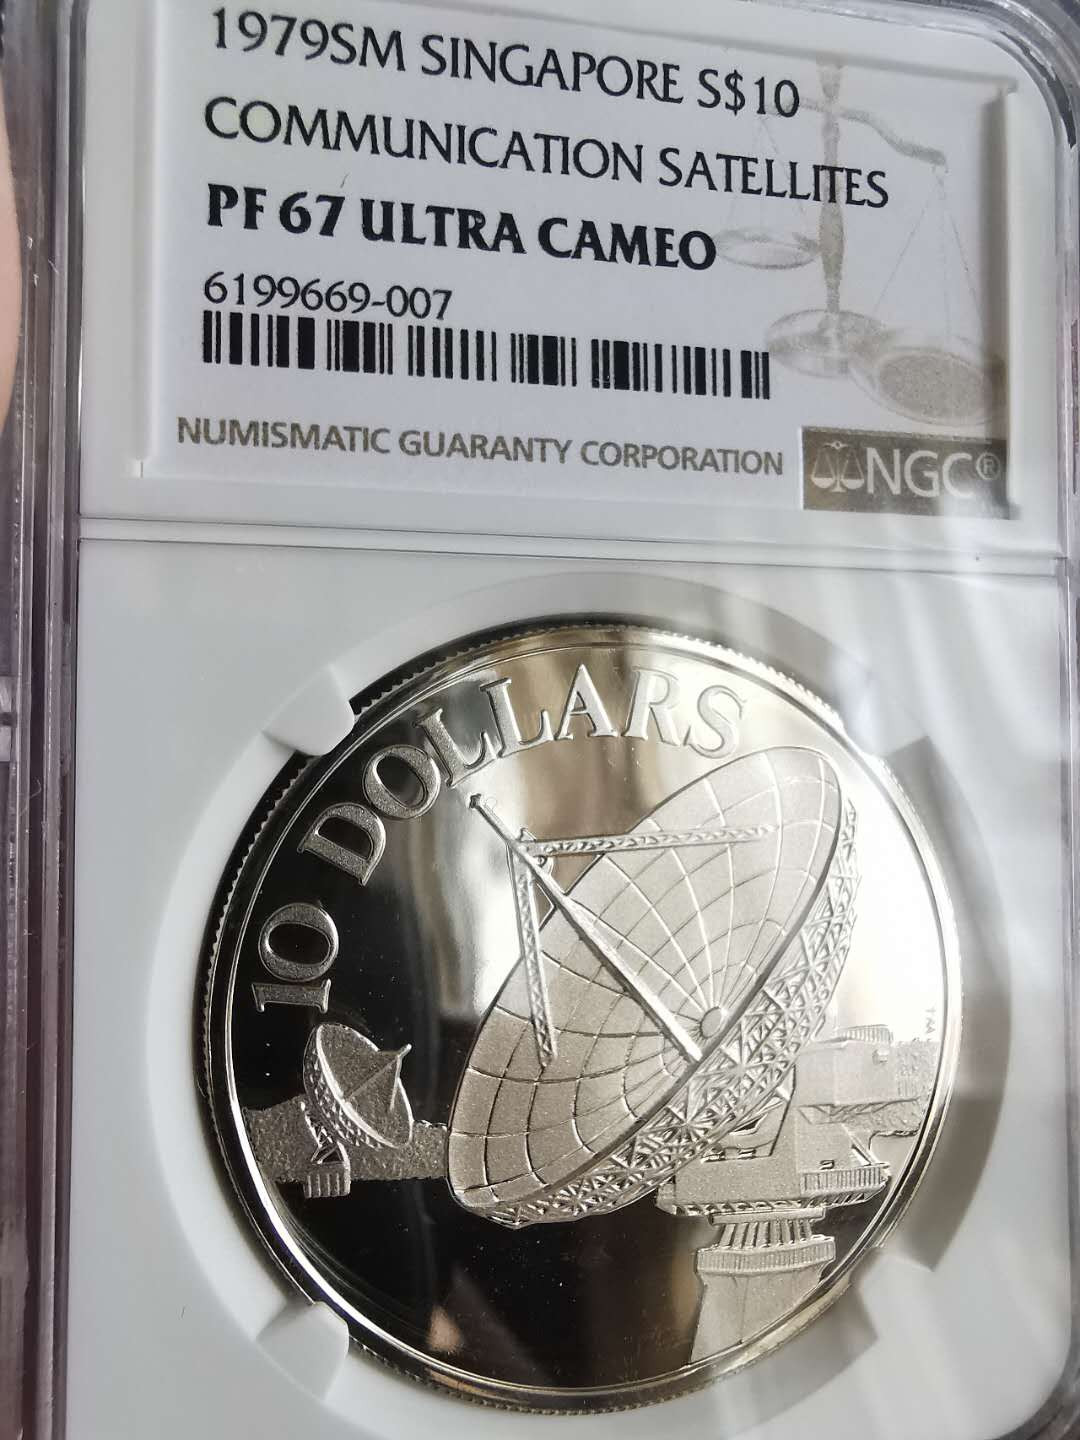 1979SM SINGAPORE S$10
COMMUNICATION SATELLITES
PF 67 ULTRA CAMEO
6199669-007
NUMISMATIC GUARANTY CORPORATION
NGC®
10 DOLLARS